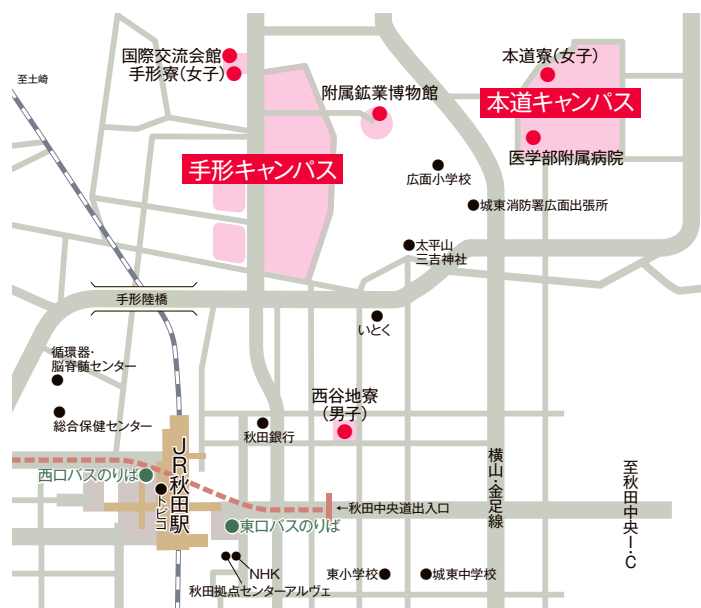 国際交流会館
手形寮(女子)
至土崎
附属鉱業博物館
本道寮(女子)
本道キャンパス
医学部附属病院
手形キャンパス
広面小学校
城東消防署広面出張所
太平山
三吉神社
手形陸橋
いとく
循環器・
脳脊髄センター
総合保健センター
西谷地寮
(男子)
秋田銀行
JR秋田駅
西口バスのりば
トピコ
横山・金足線
至秋田中央I・C
←秋田中央道出入口
東口バスのりば
NHK
秋田拠点センターアルヴェ
東小学校
城東中学校